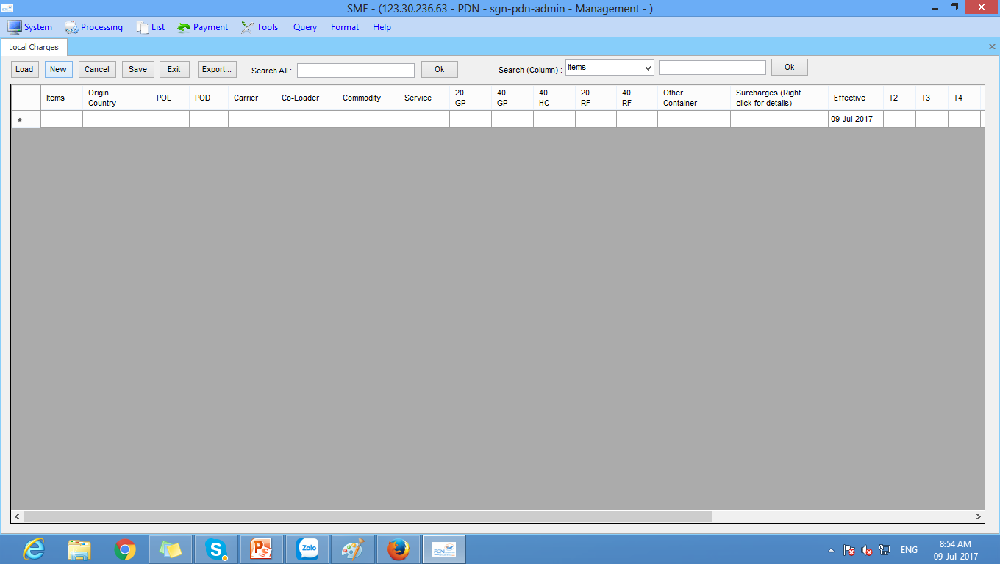 SMF - (123.30.236.63 - PDN - sgn-pdn-admin - Management - )
System Processing List Payment Tools Query Format Help
Local Charges
Load New Cancel Save Exit Export... Search All : Ok Search (Column) : Items Ok
Items Origin Country POL POD Carrier Co-Loader Commodity Service 20 GP 40 GP 40 HC 20 RF 40 RF Other Container Surcharges (Right click for details) Effective T2 T3 T4
* 09-Jul-2017
Zalo
PDN
ENG
8:54 AM
09-Jul-2017